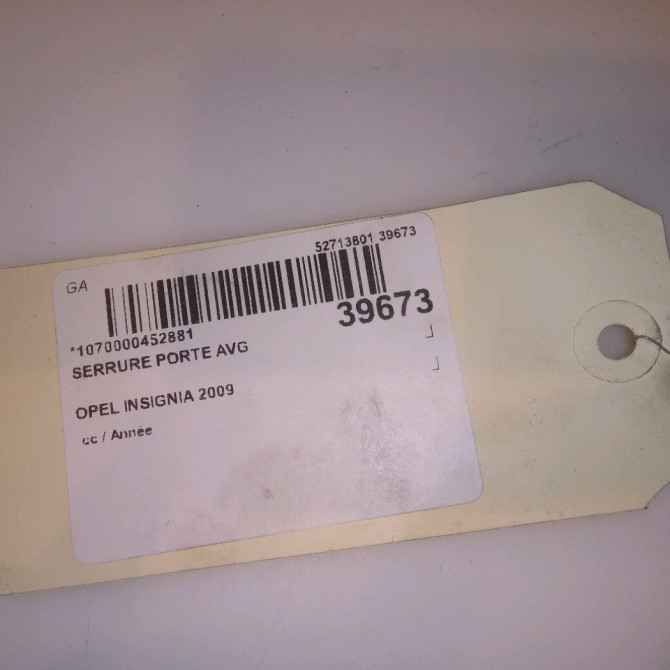 GA
52713801 39673
39673
*1070000452881
SERRURE PORTE AVG
OPEL INSIGNIA 2009
cc / Année